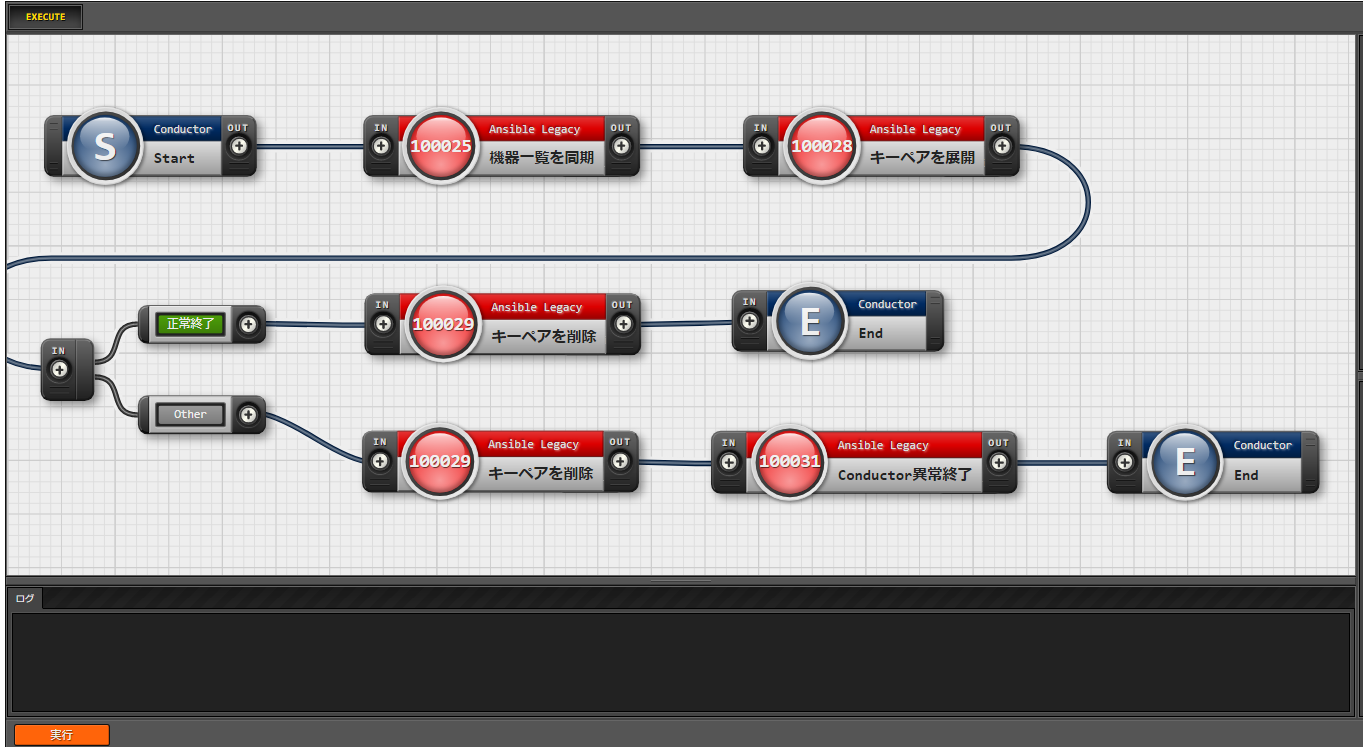 EXECUTE
S
Conductor
Start
OUT
IN
100025
Ansible Legacy
機器一覧を同期
OUT
IN
100028
Ansible Legacy
キーペアを展開
OUT
IN
正常終了
IN
100029
Ansible Legacy
キーペアを削除
OUT
IN
E
Conductor
End
Other
IN
100029
Ansible Legacy
キーペアを削除
OUT
IN
100031
Ansible Legacy
Conductor異常終了
OUT
IN
E
Conductor
End
ログ
実行